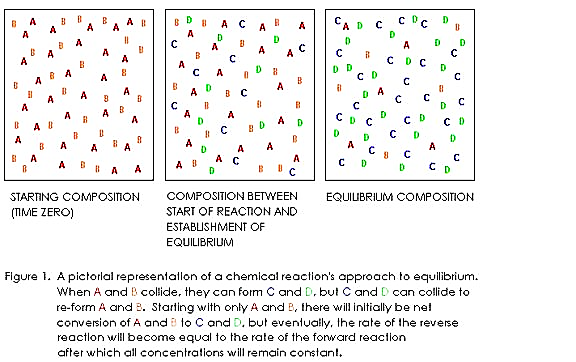 STARTING COMPOSITION
(TIME ZERO)
COMPOSITION BETWEEN
START OF REACTION AND
ESTABLISHMENT OF
EQUILIBRIUM
EQUILIBRIUM COMPOSITION
Figure 1. A pictorial representation of a chemical reaction's approach to equilibrium.
When A and B collide, they can form C and D, but C and D can collide to
re-form A and B. Starting with only A and B, there will initially be net
conversion of A and B to C and D, but eventually, the rate of the reverse
reaction will become equal to the rate of the forward reaction
after which all concentrations will remain constant.